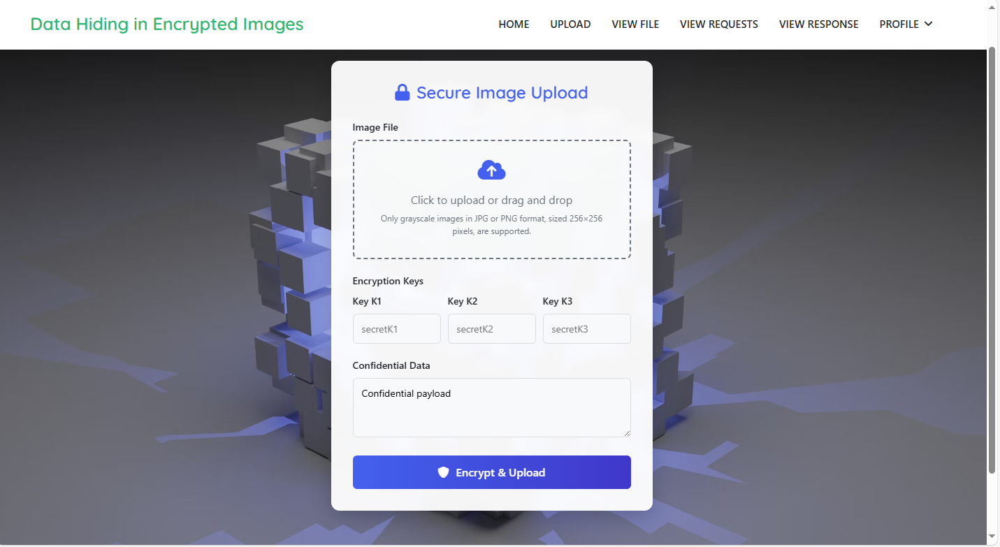 Data Hiding in Encrypted Images
HOME UPLOAD VIEW FILE VIEW REQUESTS VIEW RESPONSE PROFILE
Secure Image Upload
Image File
Click to upload or drag and drop
Only grayscale images in JPG or PNG format, sized 256×256
pixels, are supported.
Encryption Keys
Key K1 Key K2 Key K3
secretK1 secretK2 secretK3
Confidential Data
Confidential payload
Encrypt & Upload